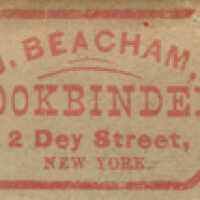 J. BEACHAM,
OOKBINDE
2 Dey Street,
NEW YORK.